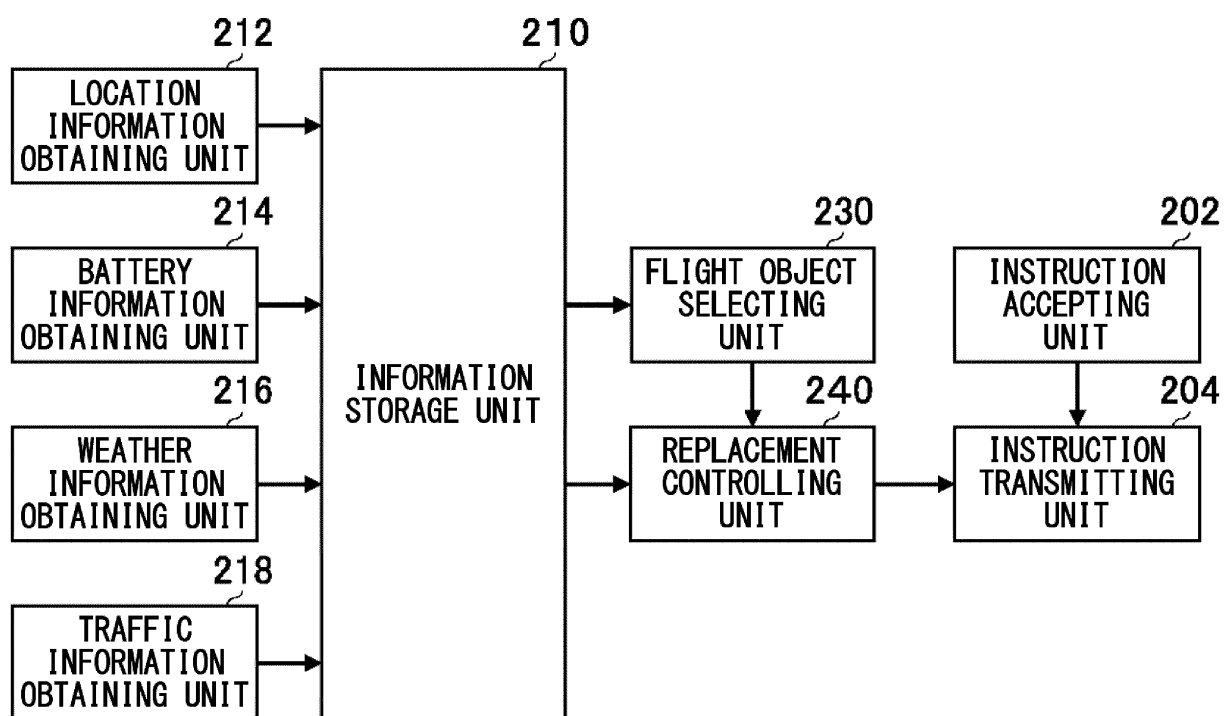 212
LOCATION
INFORMATION
OBTAINING UNIT
214
BATTERY
INFORMATION
OBTAINING UNIT
216
WEATHER
INFORMATION
OBTAINING UNIT
218
TRAFFIC
INFORMATION
OBTAINING UNIT
210
INFORMATION
STORAGE UNIT
230
FLIGHT OBJECT
SELECTING
UNIT
240
REPLACEMENT
CONTROLLING
UNIT
202
INSTRUCTION
ACCEPTING
UNIT
204
INSTRUCTION
TRANSMITTING
UNIT